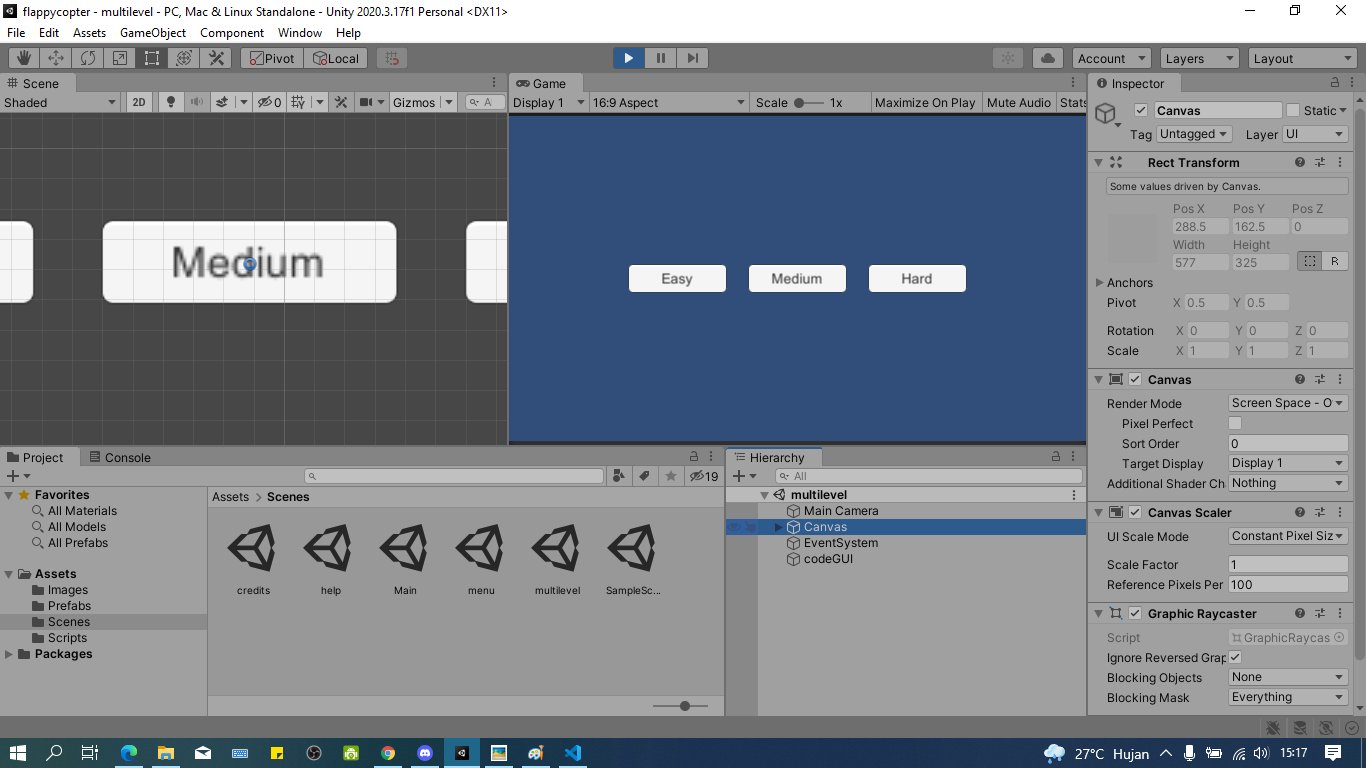 flappycopter - multilevel - PC, Mac & Linux Standalone - Unity 2020.3.17f1 Personal <DX11>
File Edit Assets GameObject Component Window Help
Pivot Local Account Layers Layout
Scene
Shaded 2D 0 Gizmos A
Medium
Game
Display 1 16:9 Aspect Scale 1x Maximize On Play Mute Audio Stats
Easy Medium Hard
Inspector
Canvas Static
Tag Untagged Layer UI
Rect Transform
Some values driven by Canvas.
Pos X Pos Y Pos Z
288.5 162.5 0
Width Height
577 325 R
Anchors
Pivot X 0.5 Y 0.5
Rotation X 0 Y 0 Z 0
Scale X 1 Y 1 Z 1
Canvas
Render Mode Screen Space - O
Pixel Perfect
Sort Order 0
Target Display Display 1
Additional Shader Ch Nothing
Canvas Scaler
UI Scale Mode Constant Pixel Siz
Scale Factor 1
Reference Pixels Per 100
Graphic Raycaster
Script GraphicRaycas
Ignore Reversed Grap
Blocking Objects None
Blocking Mask Everything
Project Console
19
Favorites
All Materials
All Models
All Prefabs
Assets
Images
Prefabs
Scenes
Scripts
Packages
Assets > Scenes
credits help Main menu multilevel SampleSc...
Hierarchy
All
multilevel
Main Camera
Canvas
EventSystem
codeGUI
27°C Hujan 15:17